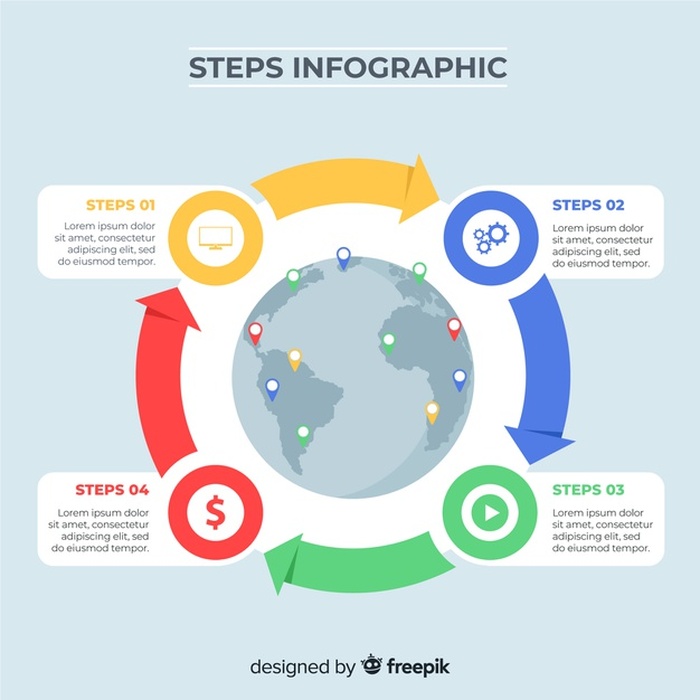 STEPS INFOGRAPHIC
STEPS 01
Lorem ipsum dolor
sit amet, consectetur
adipiscing elit, sed
do eiusmod tempor.
STEPS 02
Lorem ipsum dolor
sit amet, consectetur
adipiscing elit, sed
do eiusmod tempor.
STEPS 03
Lorem ipsum dolor
sit amet, consectetur
adipiscing elit, sed
do eiusmod tempor.
STEPS 04
Lorem ipsum dolor
sit amet, consectetur
adipiscing elit, sed
do eiusmod tempor.
$
designed by freepik